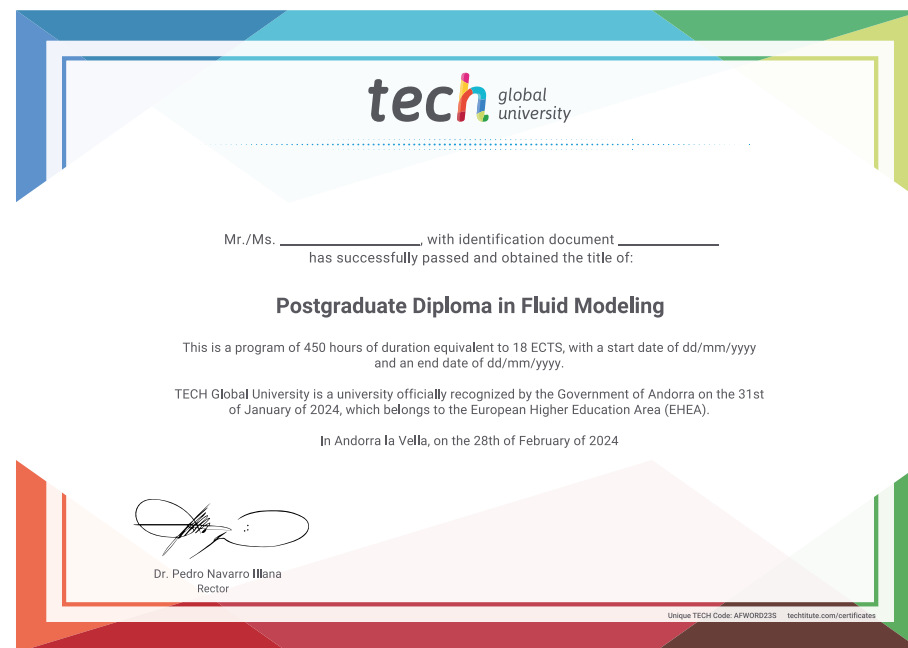 tech global
university
Mr./Ms. ____________________, with identification document ______________
has successfully passed and obtained the title of:
Postgraduate Diploma in Fluid Modeling
This is a program of 450 hours of duration equivalent to 18 ECTS, with a start date of dd/mm/yyyy
and an end date of dd/mm/yyyy.
TECH Global University is a university officially recognized by the Government of Andorra on the 31st
of January of 2024, which belongs to the European Higher Education Area (EHEA).
In Andorra la Vella, on the 28th of February of 2024
Dr. Pedro Navarro Illana
Rector
Unique TECH Code: AFWORD23S techtitute.com/certificates